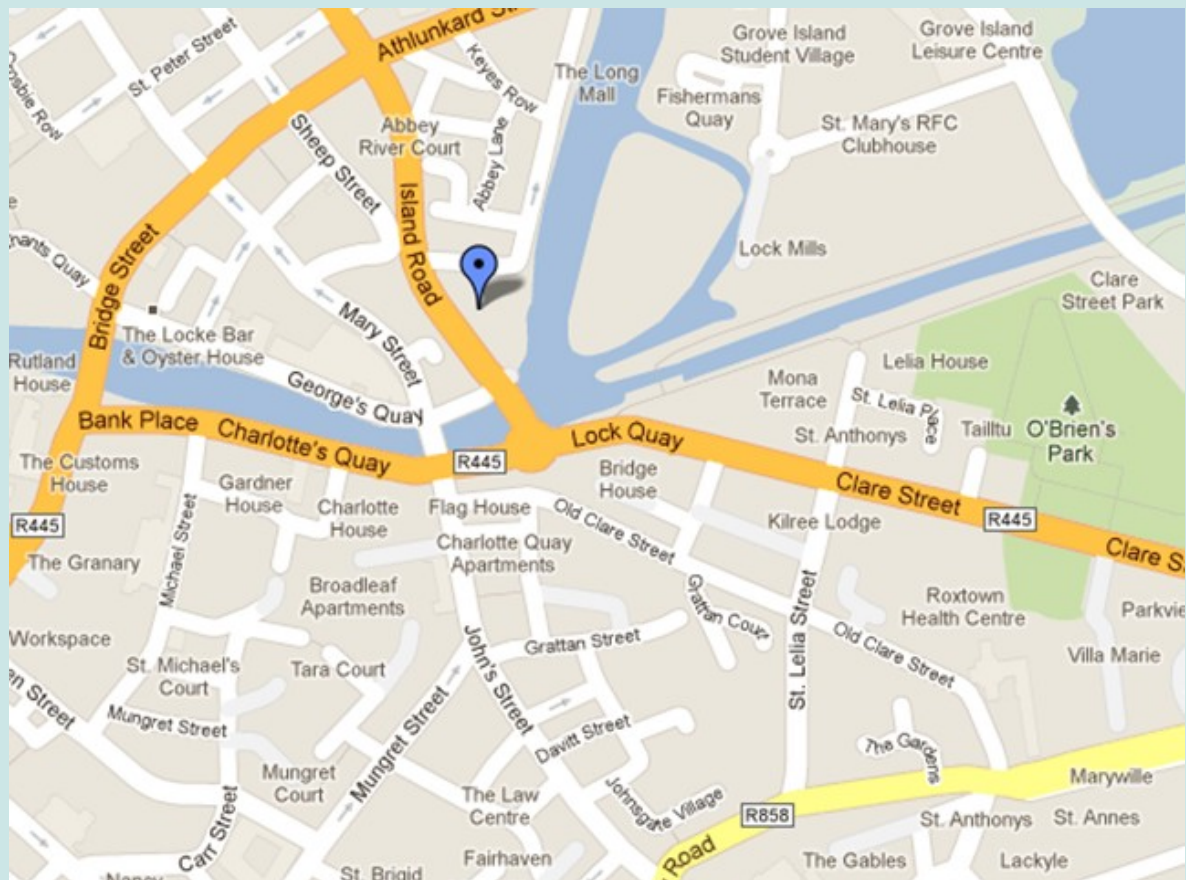 Athlunkard St
St. Peter Street
Keyes Row
The Long
Mall
Grove Island
Student Village
Grove Island
Leisure Centre
Fishermans
Quay
St. Mary's RFC
Clubhouse
Abbey
River Court
Sheep Street
Abbey Lane
Island Road
Lock Mills
Clare
Street Park
Bridge Street
nants Quay
The Locke Bar
& Oyster House
Mary Street
Rutland
House
George's Quay
Bank Place
Charlotte's Quay
R445
Lock Quay
Mona
Terrace
Lelia House
St. Lelia Place
St. Anthonys
Tailltu
O'Brien's
Park
The Customs
House
Gardner
House
Charlotte
House
Flag House
Bridge
House
Clare Street
R445
Clare S
R445
Kilree Lodge
Old Clare Street
Charlotte Quay
Apartments
The Granary
Michael Street
Broadleaf
Apartments
Grattan Court
Roxtown
Health Centre
Parkvie
Workspace
St. Michael's
Court
Tara Court
John's Street
Grattan Street
St. Lelia Street
Old Clare Street
Villa Marie
an Street
Mungret Street
Mungret Street
Davitt Street
The Gardens
Mungret
Court
The Law
Centre
Johnsgate Village
Marywille
R858
St. Anthonys
St. Annes
Carr Street
Fairhaven
Road
The Gables
Lackyle
St. Brigid